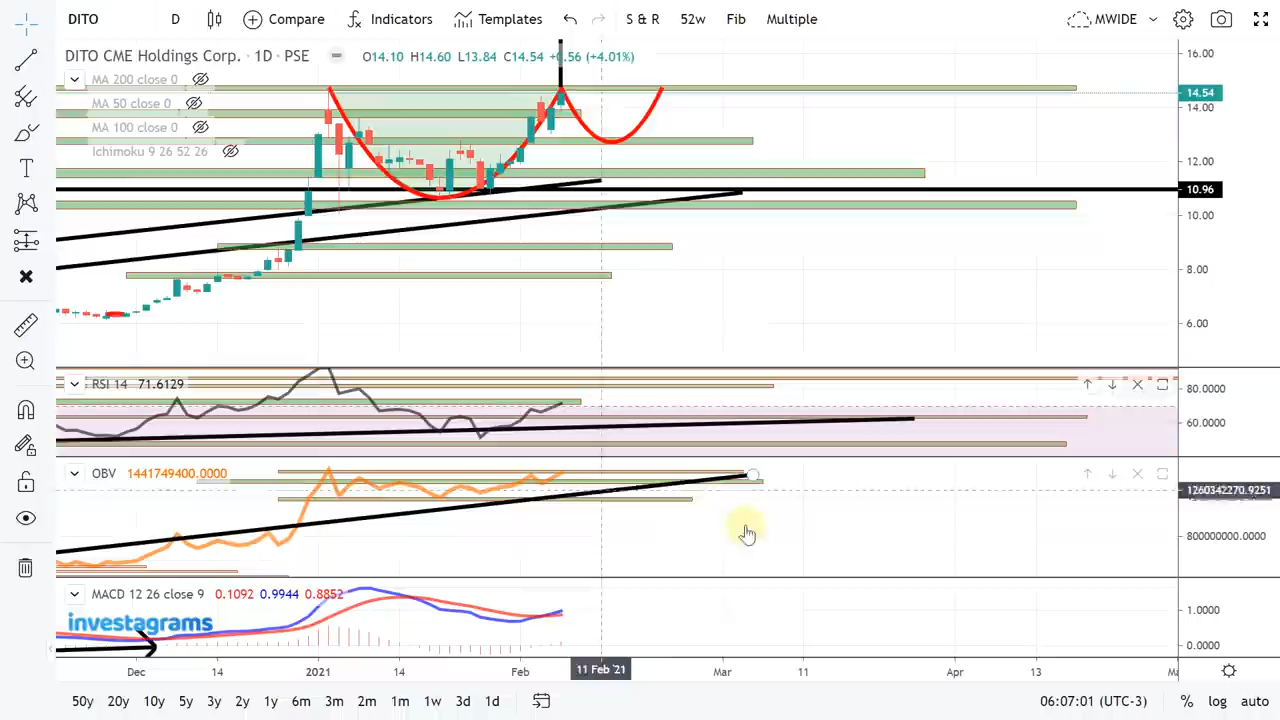 DITO D Compare Indicators Templates S & R 52w Fib Multiple MWIDE
DITO CME Holdings Corp. · 1D · PSE O14.10 H14.60 L13.84 C14.54 +0.56 (+4.01%)
MA 200 close 0
MA 50 close 0
MA 100 close 0
Ichimoku 9 26 52 26
16.00
14.54
14.00
12.00
10.96
10.00
8.00
6.00
RSI 14 71.6129
80.0000
60.0000
OBV 1441749400.0000
1260342270.9251
800000000.0000
MACD 12 26 close 9 0.1092 0.9944 0.8852
1.0000
investagrams
0.0000
Dec 14 2021 14 Feb 11 Feb '21 Mar 11 Apr 13
50y 20y 10y 5y 3y 2y 1y 6m 3m 2m 1m 1w 3d 1d 06:07:01 (UTC-3) % log auto